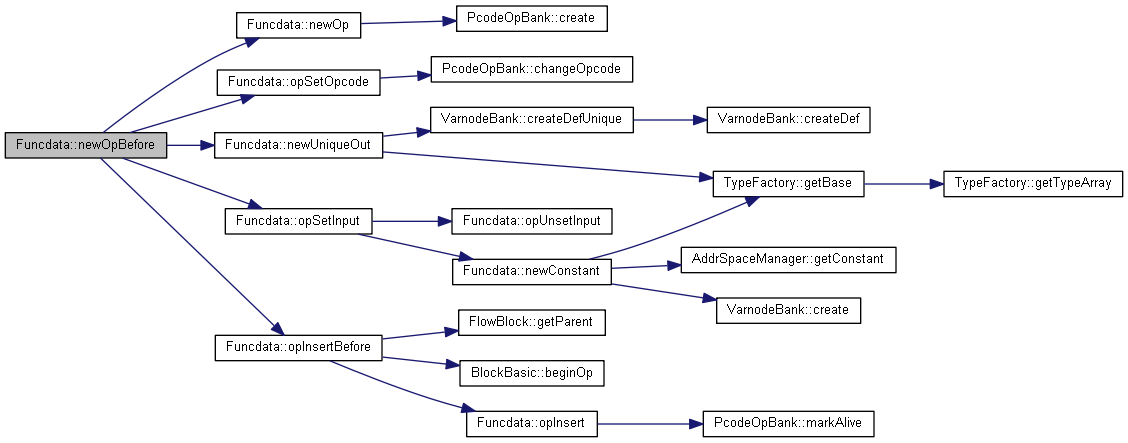 Funcdata::newOp
PcodeOpBank::create
Funcdata::opSetOpcode
PcodeOpBank::changeOpcode
Funcdata::newOpBefore
Funcdata::newUniqueOut
VarnodeBank::createDefUnique
VarnodeBank::createDef
TypeFactory::getBase
TypeFactory::getTypeArray
Funcdata::opSetInput
Funcdata::opUnsetInput
Funcdata::newConstant
AddrSpaceManager::getConstant
VarnodeBank::create
Funcdata::opInsertBefore
FlowBlock::getParent
BlockBasic::beginOp
Funcdata::opInsert
PcodeOpBank::markAlive